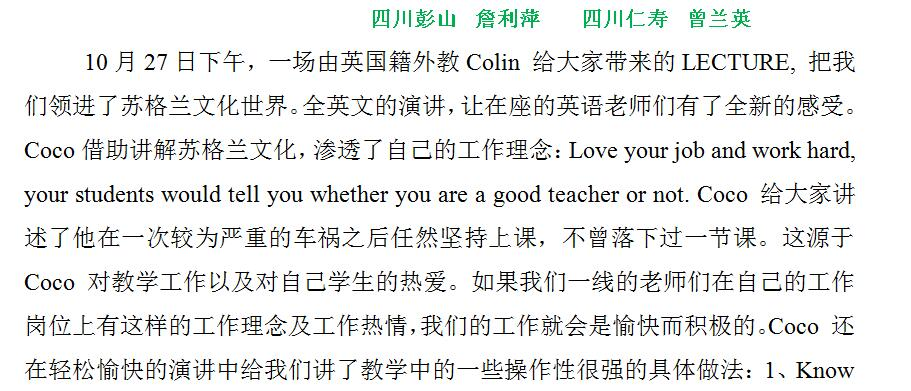 四川彭山 詹利萍 四川仁寿 曾兰英
10 月 27 日下午，一场由英国籍外教 Colin 给大家带来的 LECTURE, 把我
们领进了苏格兰文化世界。全英文的演讲，让在座的英语老师们有了全新的感受。
Coco 借助讲解苏格兰文化，渗透了自己的工作理念：Love your job and work hard,
your students would tell you whether you are a good teacher or not. Coco 给大家讲
述了他在一次较为严重的车祸之后任然坚持上课，不曾落下过一节课。这源于
Coco 对教学工作以及对自己学生的热爱。如果我们一线的老师们在自己的工作
岗位上有这样的工作理念及工作热情，我们的工作就会是愉快而积极的。Coco 还
在轻松愉快的演讲中给我们讲了教学中的一些操作性很强的具体做法：1、Know